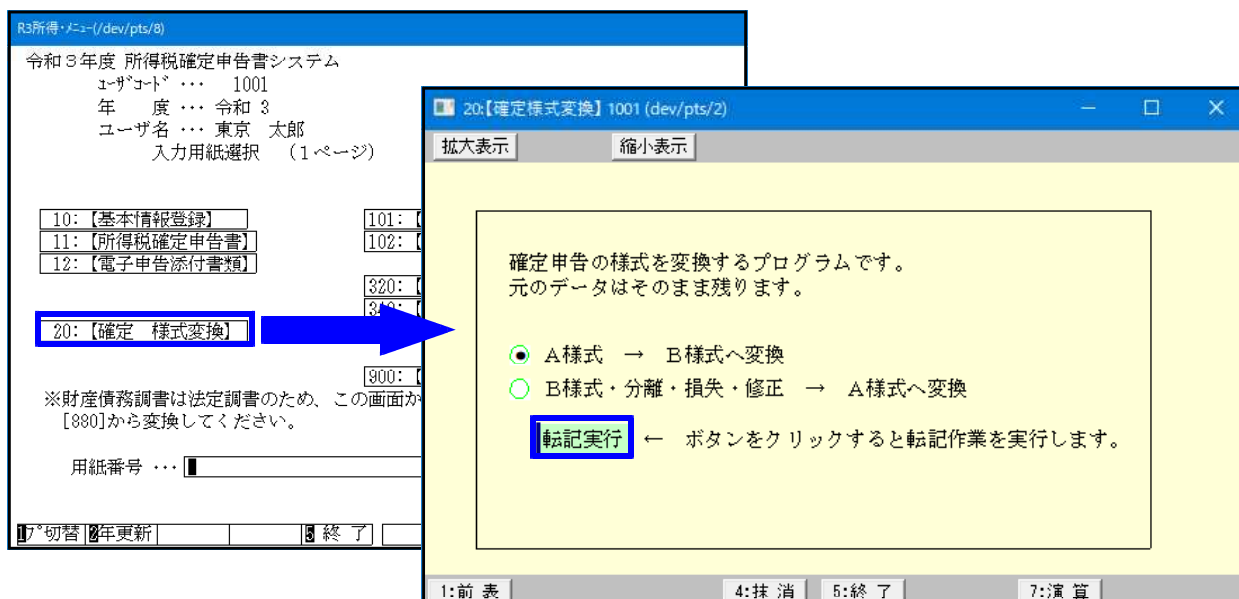 R3所得・ﾒﾆｭｰ(/dev/pts/8)
令和3年度 所得税確定申告書システム
ﾕｰｻﾞｺｰﾄﾞ ··· 1001
年 度 ··· 令和 3
ユーザ名 ··· 東京 太郎
入力用紙選択 (1ページ)
10:【基本情報登録】 101:【
11:【所得税確定申告書】 102:【
12:【電子申告添付書類】
320:【
340:【
20:【確定 様式変換】
900:【
※財産債務調書は法定調書のため、この画面か
[880]から変換してください。
用紙番号 ···
1ﾌﾟ切替 2年更新 5 終 了
20:【確定様式変換】 1001 (dev/pts/2)
拡大表示 縮小表示
確定申告の様式を変換するプログラムです。
元のデータはそのまま残ります。
A様式 → B様式へ変換
B様式・分離・損失・修正 → A様式へ変換
転記実行 ← ボタンをクリックすると転記作業を実行します。
1:前 表 4:抹 消 5:終 了 7:演 算